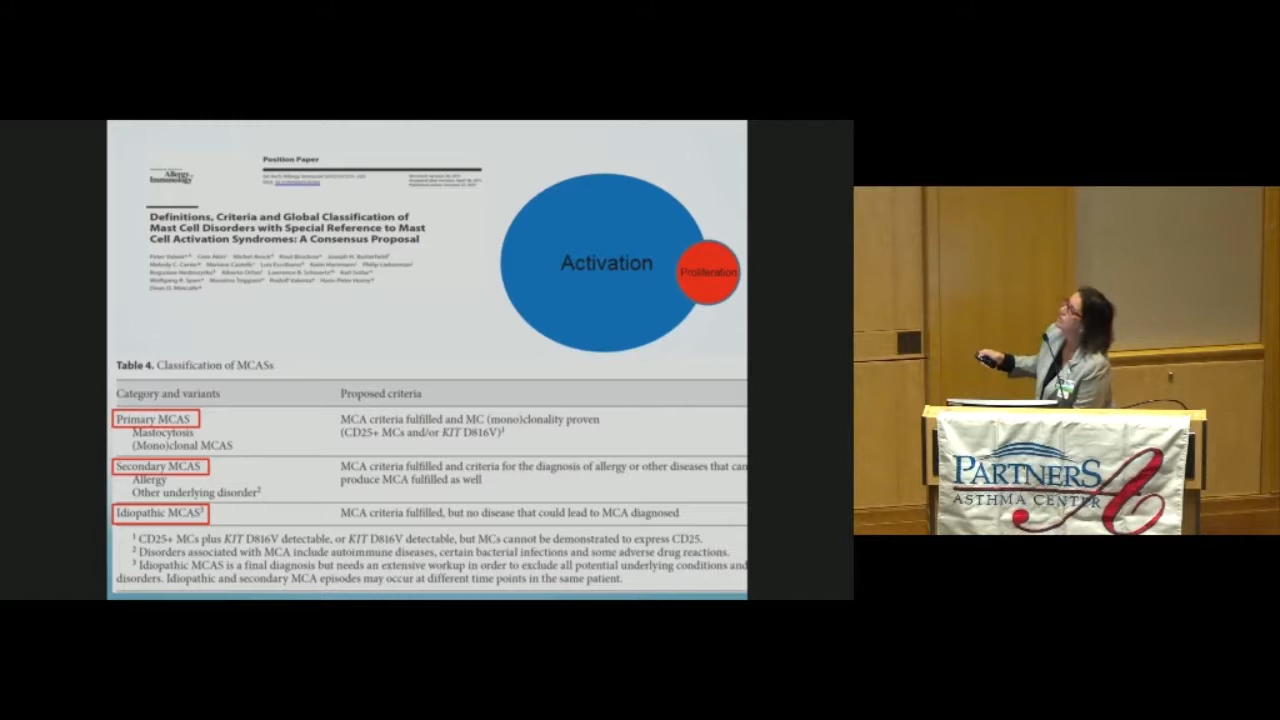 Position Paper
Allergy
Immunology
Definitions, Criteria and Global Classification of
Mast Cell Disorders with Special Reference to Mast
Cell Activation Syndromes: A Consensus Proposal
Activation
Proliferation
Table 4. Classification of MCASs
Category and variants Proposed criteria
Primary MCAS MCA criteria fulfilled and MC (mono)clonality proven
Mastocytosis (CD25+ MCs and/or KIT D816V)1
(Mono)clonal MCAS
Secondary MCAS MCA criteria fulfilled and criteria for the diagnosis of allergy or other diseases that can
Allergy produce MCA fulfilled as well
Other underlying disorder2
Idiopathic MCAS3 MCA criteria fulfilled, but no disease that could lead to MCA diagnosed
1 CD25+ MCs plus KIT D816V detectable, or KIT D816V detectable, but MCs cannot be demonstrated to express CD25.
2 Disorders associated with MCA include autoimmune diseases, certain bacterial infections and some adverse drug reactions.
3 Idiopathic MCAS is a final diagnosis but needs an extensive workup in order to exclude all potential underlying conditions and
disorders. Idiopathic and secondary MCA episodes may occur at different time points in the same patient.
PARTNERS
ASTHMA CENTER